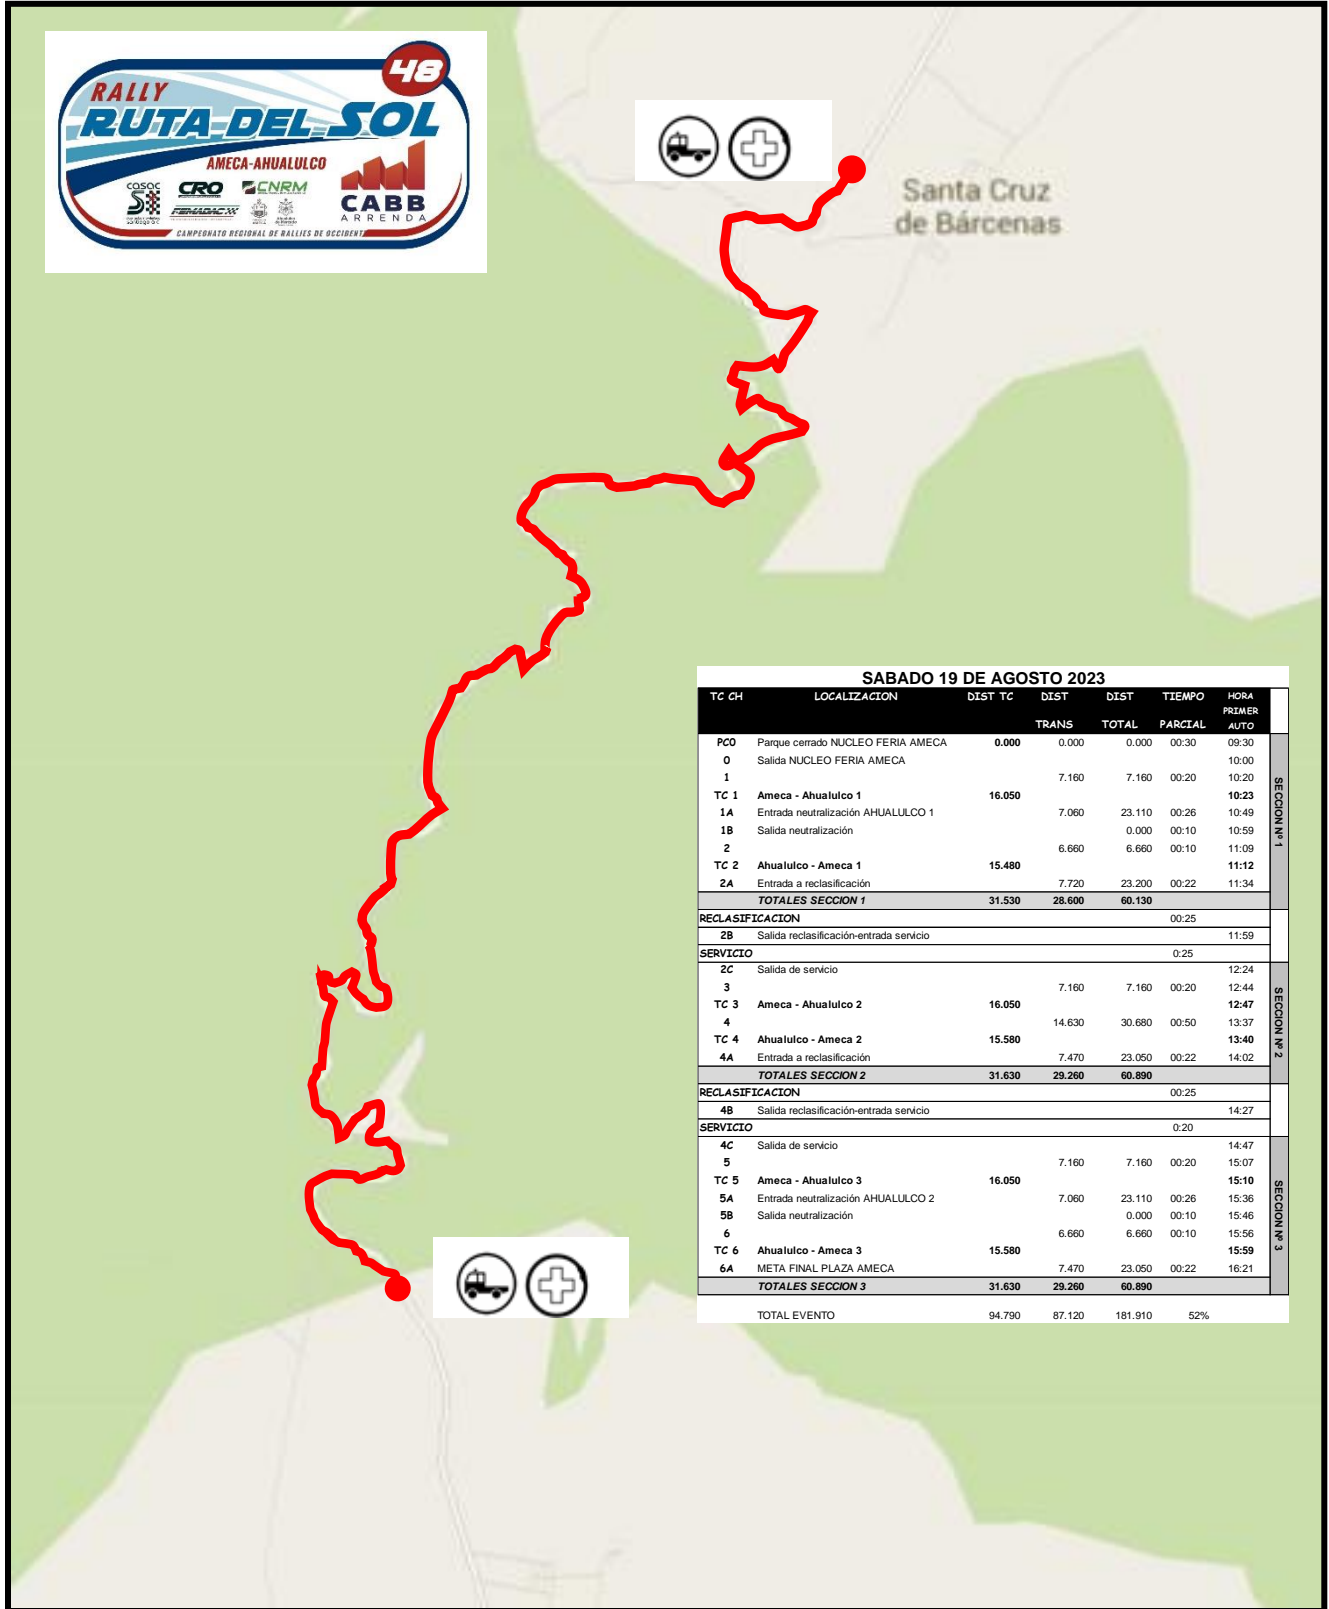 48
RALLY
RUTA DEL SOL
AMECA-AHUALULCO
casac
CRO
CNRM
FEMADAC
CABB
ARRENDA
CAMPEONATO REGIONAL DE RALLIES DE OCCIDENT
Santa Cruz
de Bárcenas
SABADO 19 DE AGOSTO 2023
TC CH LOCALIZACION DIST TC DIST DIST TIEMPO HORA
PRIMER
TRANS TOTAL PARCIAL AUTO
PC0 Parque cerrado NUCLEO FERIA AMECA 0.000 0.000 0.000 00:30 09:30
0 Salida NUCLEO FERIA AMECA 10:00
1 7.160 7.160 00:20 10:20
TC 1 Ameca - Ahualulco 1 16.050 10:23
1A Entrada neutralización AHUALULCO 1 7.060 23.110 00:26 10:49
1B Salida neutralización 0.000 00:10 10:59
2 6.660 6.660 00:10 11:09
TC 2 Ahualulco - Ameca 1 15.480 11:12
2A Entrada a reclasificación 7.720 23.200 00:22 11:34
TOTALES SECCION 1 31.530 28.600 60.130
SECCION Nº 1
RECLASIFICACION 00:25
2B Salida reclasificación-entrada servicio 11:59
SERVICIO 0:25
2C Salida de servicio 12:24
3 7.160 7.160 00:20 12:44
TC 3 Ameca - Ahualulco 2 16.050 12:47
4 14.630 30.680 00:50 13:37
TC 4 Ahualulco - Ameca 2 15.580 13:40
4A Entrada a reclasificación 7.470 23.050 00:22 14:02
TOTALES SECCION 2 31.630 29.260 60.890
SECCION Nº 2
RECLASIFICACION 00:25
4B Salida reclasificación-entrada servicio 14:27
SERVICIO 0:20
4C Salida de servicio 14:47
5 7.160 7.160 00:20 15:07
TC 5 Ameca - Ahualulco 3 16.050 15:10
5A Entrada neutralización AHUALULCO 2 7.060 23.110 00:26 15:36
5B Salida neutralización 0.000 00:10 15:46
6 6.660 6.660 00:10 15:56
TC 6 Ahualulco - Ameca 3 15.580 15:59
6A META FINAL PLAZA AMECA 7.470 23.050 00:22 16:21
TOTALES SECCION 3 31.630 29.260 60.890
SECCION Nº 3
TOTAL EVENTO 94.790 87.120 181.910 52%